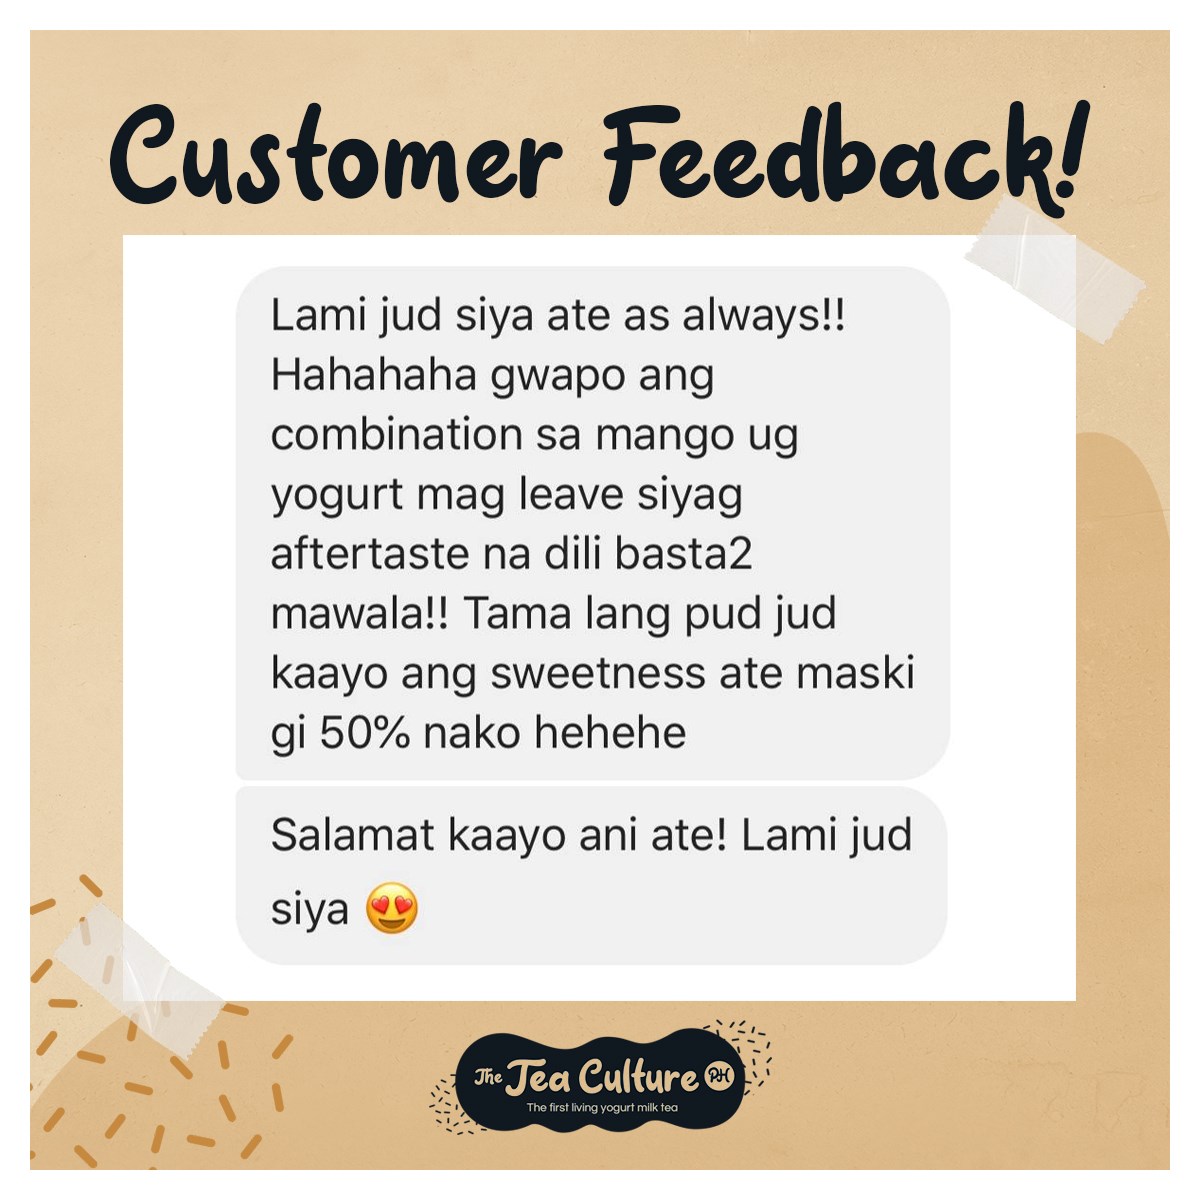 Customer Feedback!
Lami jud siya ate as always!!
Hahahaha gwapo ang
combination sa mango ug
yogurt mag leave siyag
aftertaste na dili basta2
mawala!! Tama lang pud jud
kaayo ang sweetness ate maski
gi 50% nako hehehe
Salamat kaayo ani ate! Lami jud
siya 😍
The Tea Culture PH
The first living yogurt milk tea